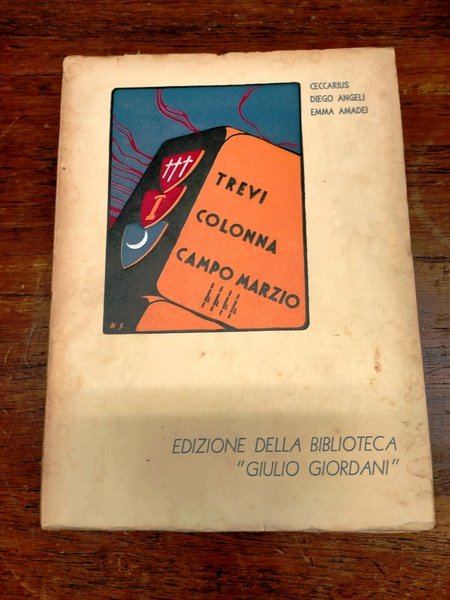 CECCARIUS
DIEGO ANGELI
EMMA AMADEI
TREVI
COLONNA
CAMPO MARZIO
EDIZIONE DELLA BIBLIOTECA
"GIULIO GIORDANI"